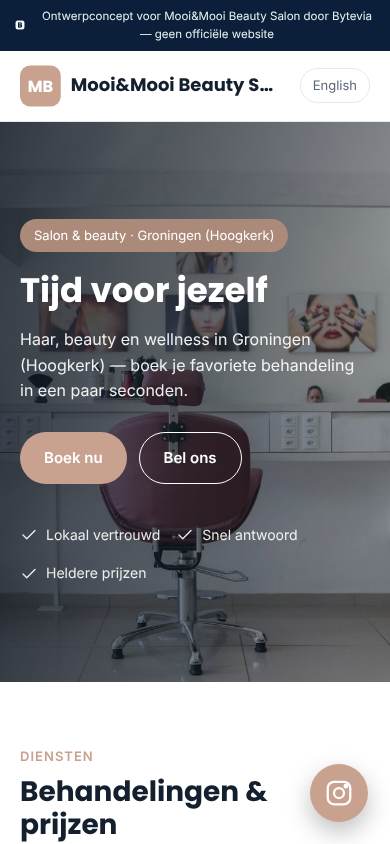 Ontwerpconcept voor Mooi&Mooi Beauty Salon door Bytevia
— geen officiële website
MB
Mooi&Mooi Beauty S...
English
Salon & beauty · Groningen (Hoogkerk)
Tijd voor jezelf
Haar, beauty en wellness in Groningen
(Hoogkerk) — boek je favoriete behandeling
in een paar seconden.
Boek nu
Bel ons
Lokaal vertrouwd
Snel antwoord
Heldere prijzen
DIENSTEN
Behandelingen &
prijzen